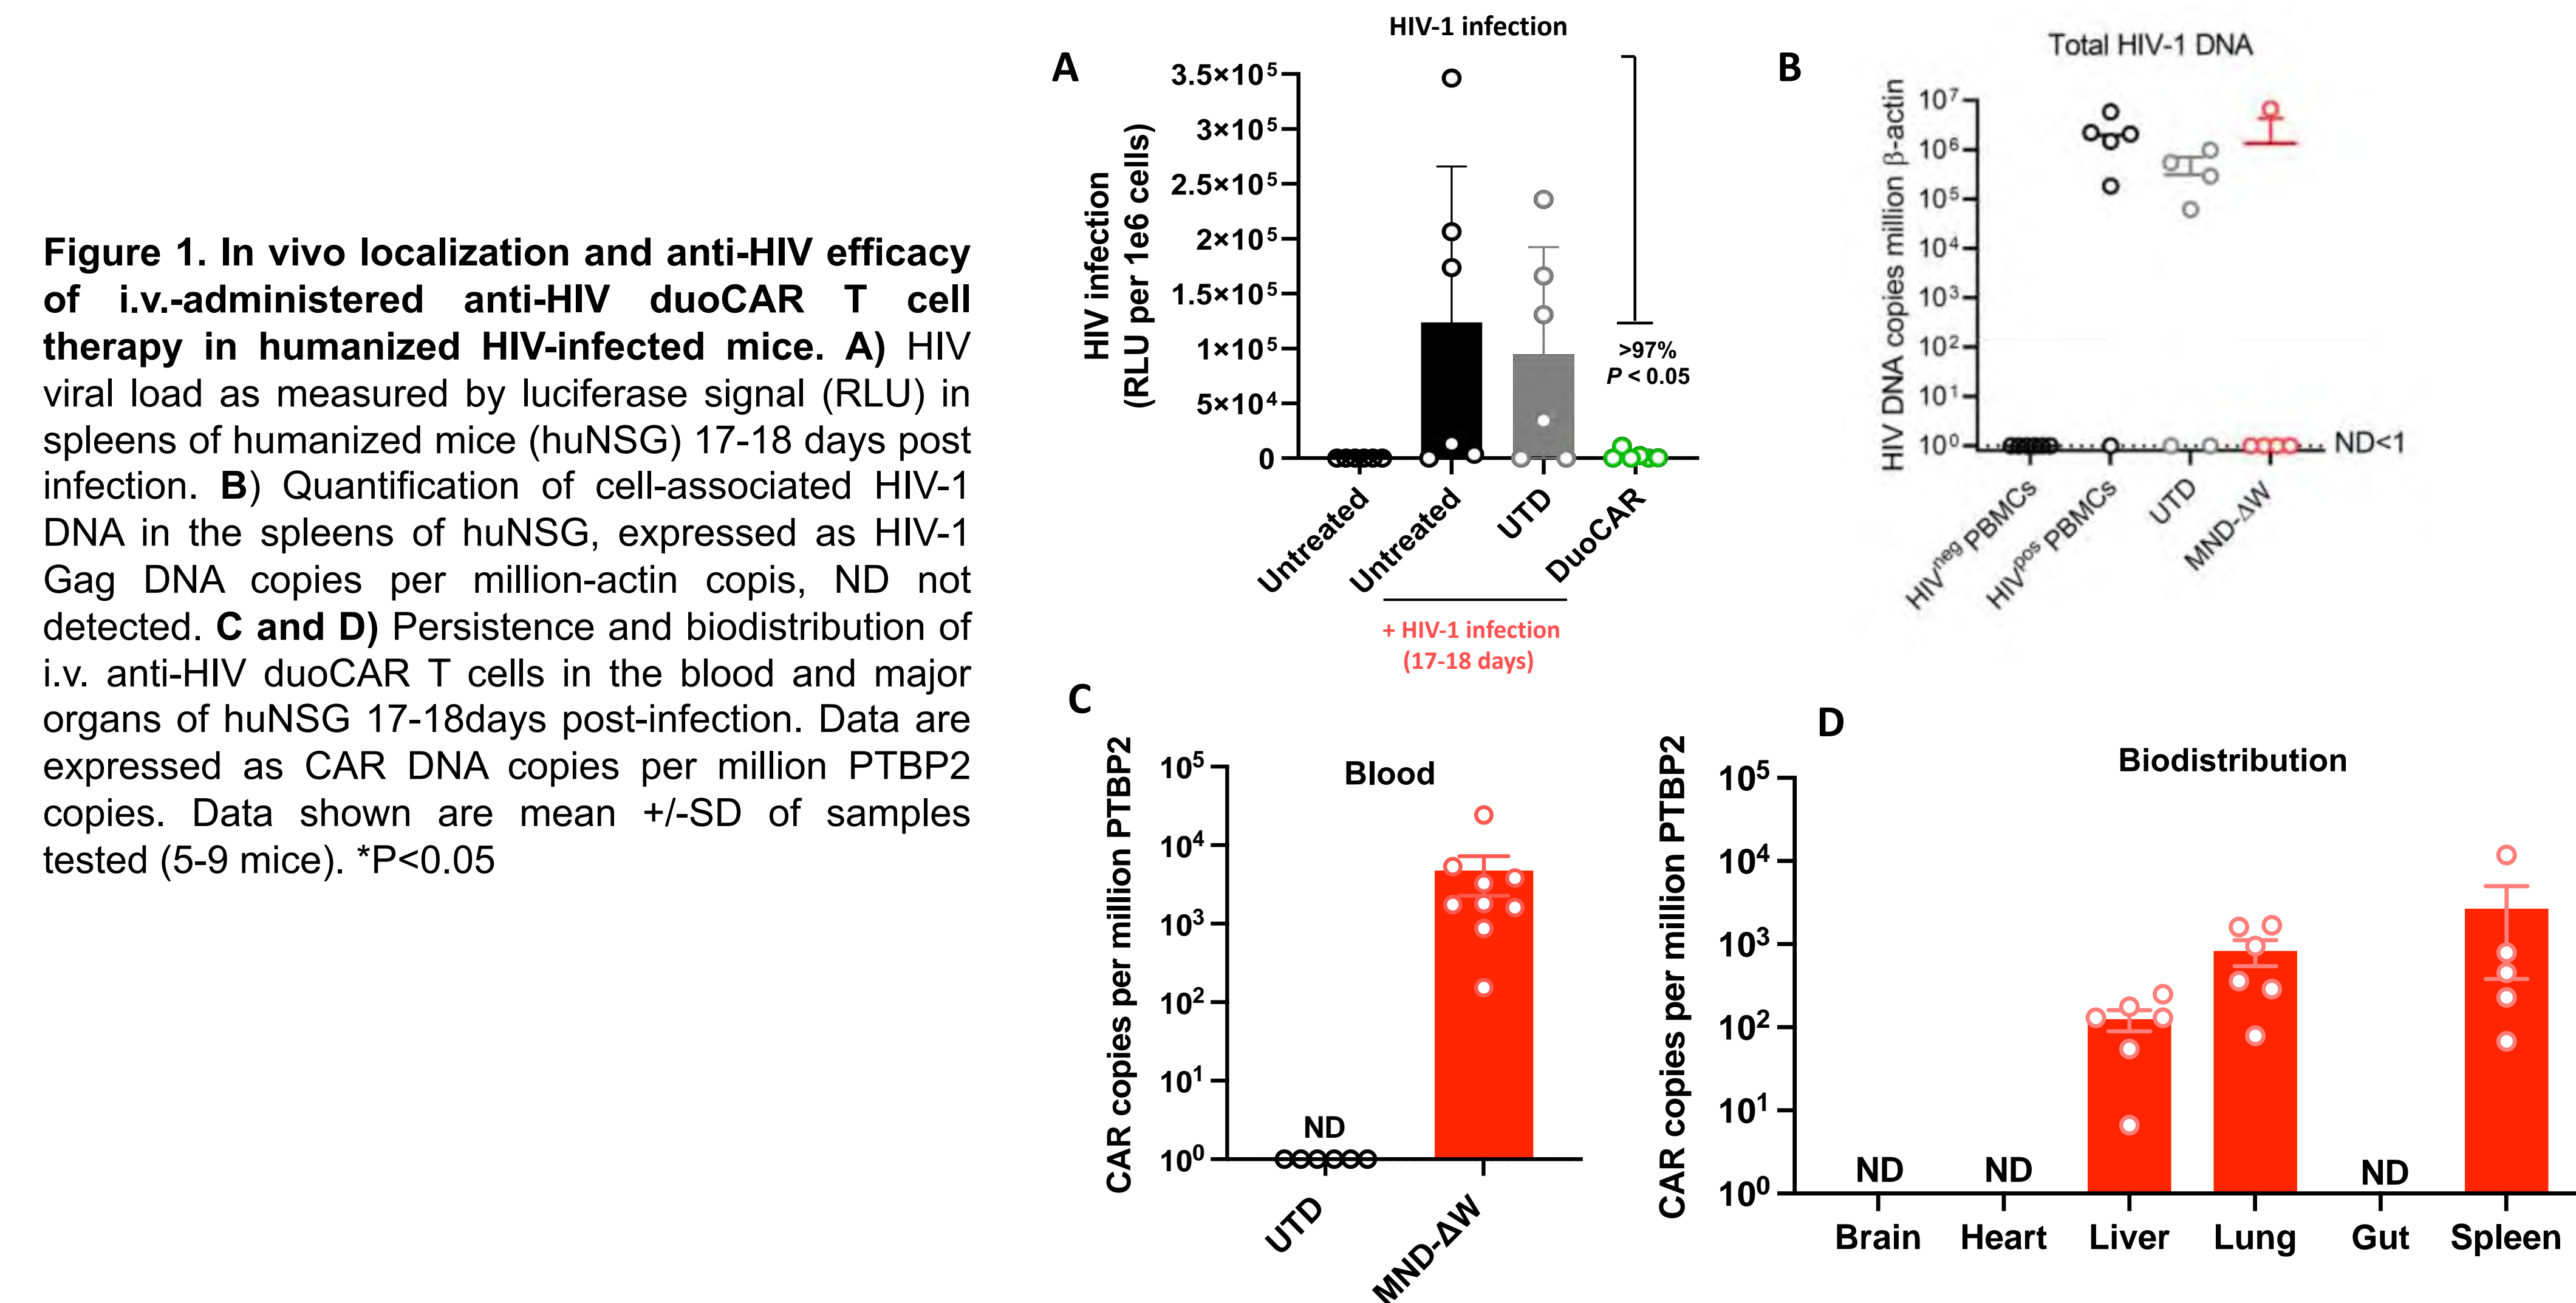 Figure 1. In vivo localization and anti-HIV efficacy
of i.v.-administered anti-HIV duoCAR T cell
therapy in humanized HIV-infected mice. A) HIV
viral load as measured by luciferase signal (RLU) in
spleens of humanized mice (huNSG) 17-18 days post
infection. B) Quantification of cell-associated HIV-1
DNA in the spleens of huNSG, expressed as HIV-1
Gag DNA copies per million-actin copis, ND not
detected. C and D) Persistence and biodistribution of
i.v. anti-HIV duoCAR T cells in the blood and major
organs of huNSG 17-18days post-infection. Data are
expressed as CAR DNA copies per million PTBP2
copies. Data shown are mean +/-SD of samples
tested (5-9 mice). *P<0.05
A
HIV-1 infection
HIV infection
(RLU per 1e6 cells)
3.5×10⁵
3×10⁵
2.5×10⁵
2×10⁵
1.5×10⁵
1×10⁵
5×10⁴
0
>97%
P < 0.05
Untreated
Untreated
UTD
DuoCAR
+ HIV-1 infection
(17-18 days)
B
Total HIV-1 DNA
HIV DNA copies million β-actin
10⁷
10⁶
10⁵
10⁴
10³
10²
10¹
10⁰
ND<1
HIVⁿᵉᵍ PBMCs
HIVᵖᵒˢ PBMCs
UTD
MND-ΔW
C
Blood
CAR copies per million PTBP2
10⁵
10⁴
10³
10²
10¹
10⁰
ND
UTD
MND-ΔW
D
Biodistribution
CAR copies per million PTBP2
10⁵
10⁴
10³
10²
10¹
10⁰
ND
ND
ND
Brain
Heart
Liver
Lung
Gut
Spleen